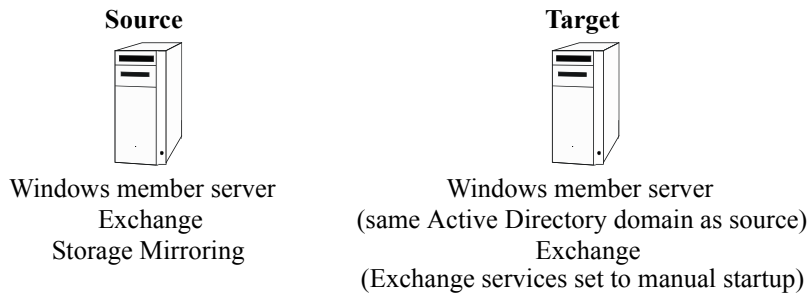 Source
Windows member server
Exchange
Storage Mirroring
Target
Windows member server
(same Active Directory domain as source)
Exchange
(Exchange services set to manual startup)